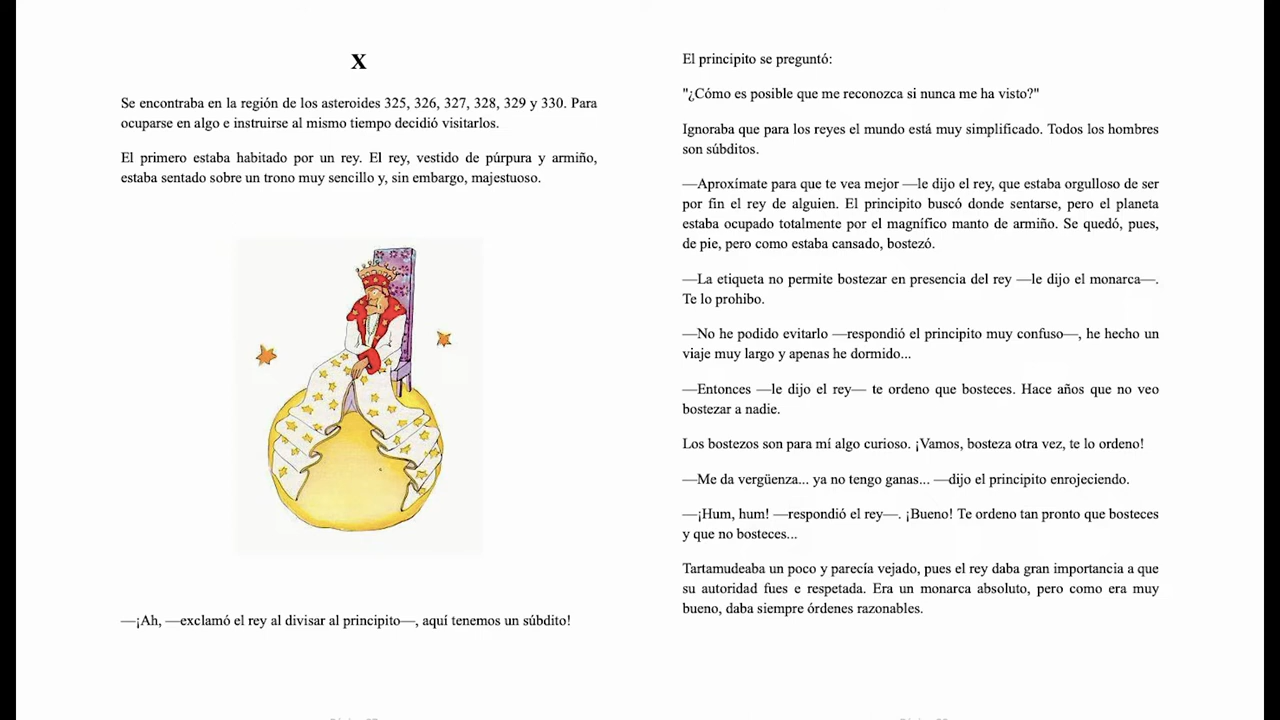 X
Se encontraba en la región de los asteroides 325, 326, 327, 328, 329 y 330. Para
ocuparse en algo e instruirse al mismo tiempo decidió visitarlos.
El primero estaba habitado por un rey. El rey, vestido de púrpura y armiño,
estaba sentado sobre un trono muy sencillo y, sin embargo, majestuoso.
—¡Ah, —exclamó el rey al divisar al principito—, aquí tenemos un súbdito!
El principito se preguntó:
"¿Cómo es posible que me reconozca si nunca me ha visto?"
Ignoraba que para los reyes el mundo está muy simplificado. Todos los hombres
son súbditos.
—Aproxímate para que te vea mejor —le dijo el rey, que estaba orgulloso de ser
por fin el rey de alguien. El principito buscó donde sentarse, pero el planeta
estaba ocupado totalmente por el magnífico manto de armiño. Se quedó, pues,
de pie, pero como estaba cansado, bostezó.
—La etiqueta no permite bostezar en presencia del rey —le dijo el monarca—.
Te lo prohibo.
—No he podido evitarlo —respondió el principito muy confuso—, he hecho un
viaje muy largo y apenas he dormido...
—Entonces —le dijo el rey— te ordeno que bosteces. Hace años que no veo
bostezar a nadie.
Los bostezos son para mí algo curioso. ¡Vamos, bosteza otra vez, te lo ordeno!
—Me da vergüenza... ya no tengo ganas... —dijo el principito enrojeciendo.
—¡Hum, hum! —respondió el rey—. ¡Bueno! Te ordeno tan pronto que bosteces
y que no bosteces...
Tartamudeaba un poco y parecía vejado, pues el rey daba gran importancia a que
su autoridad fues e respetada. Era un monarca absoluto, pero como era muy
bueno, daba siempre órdenes razonables.